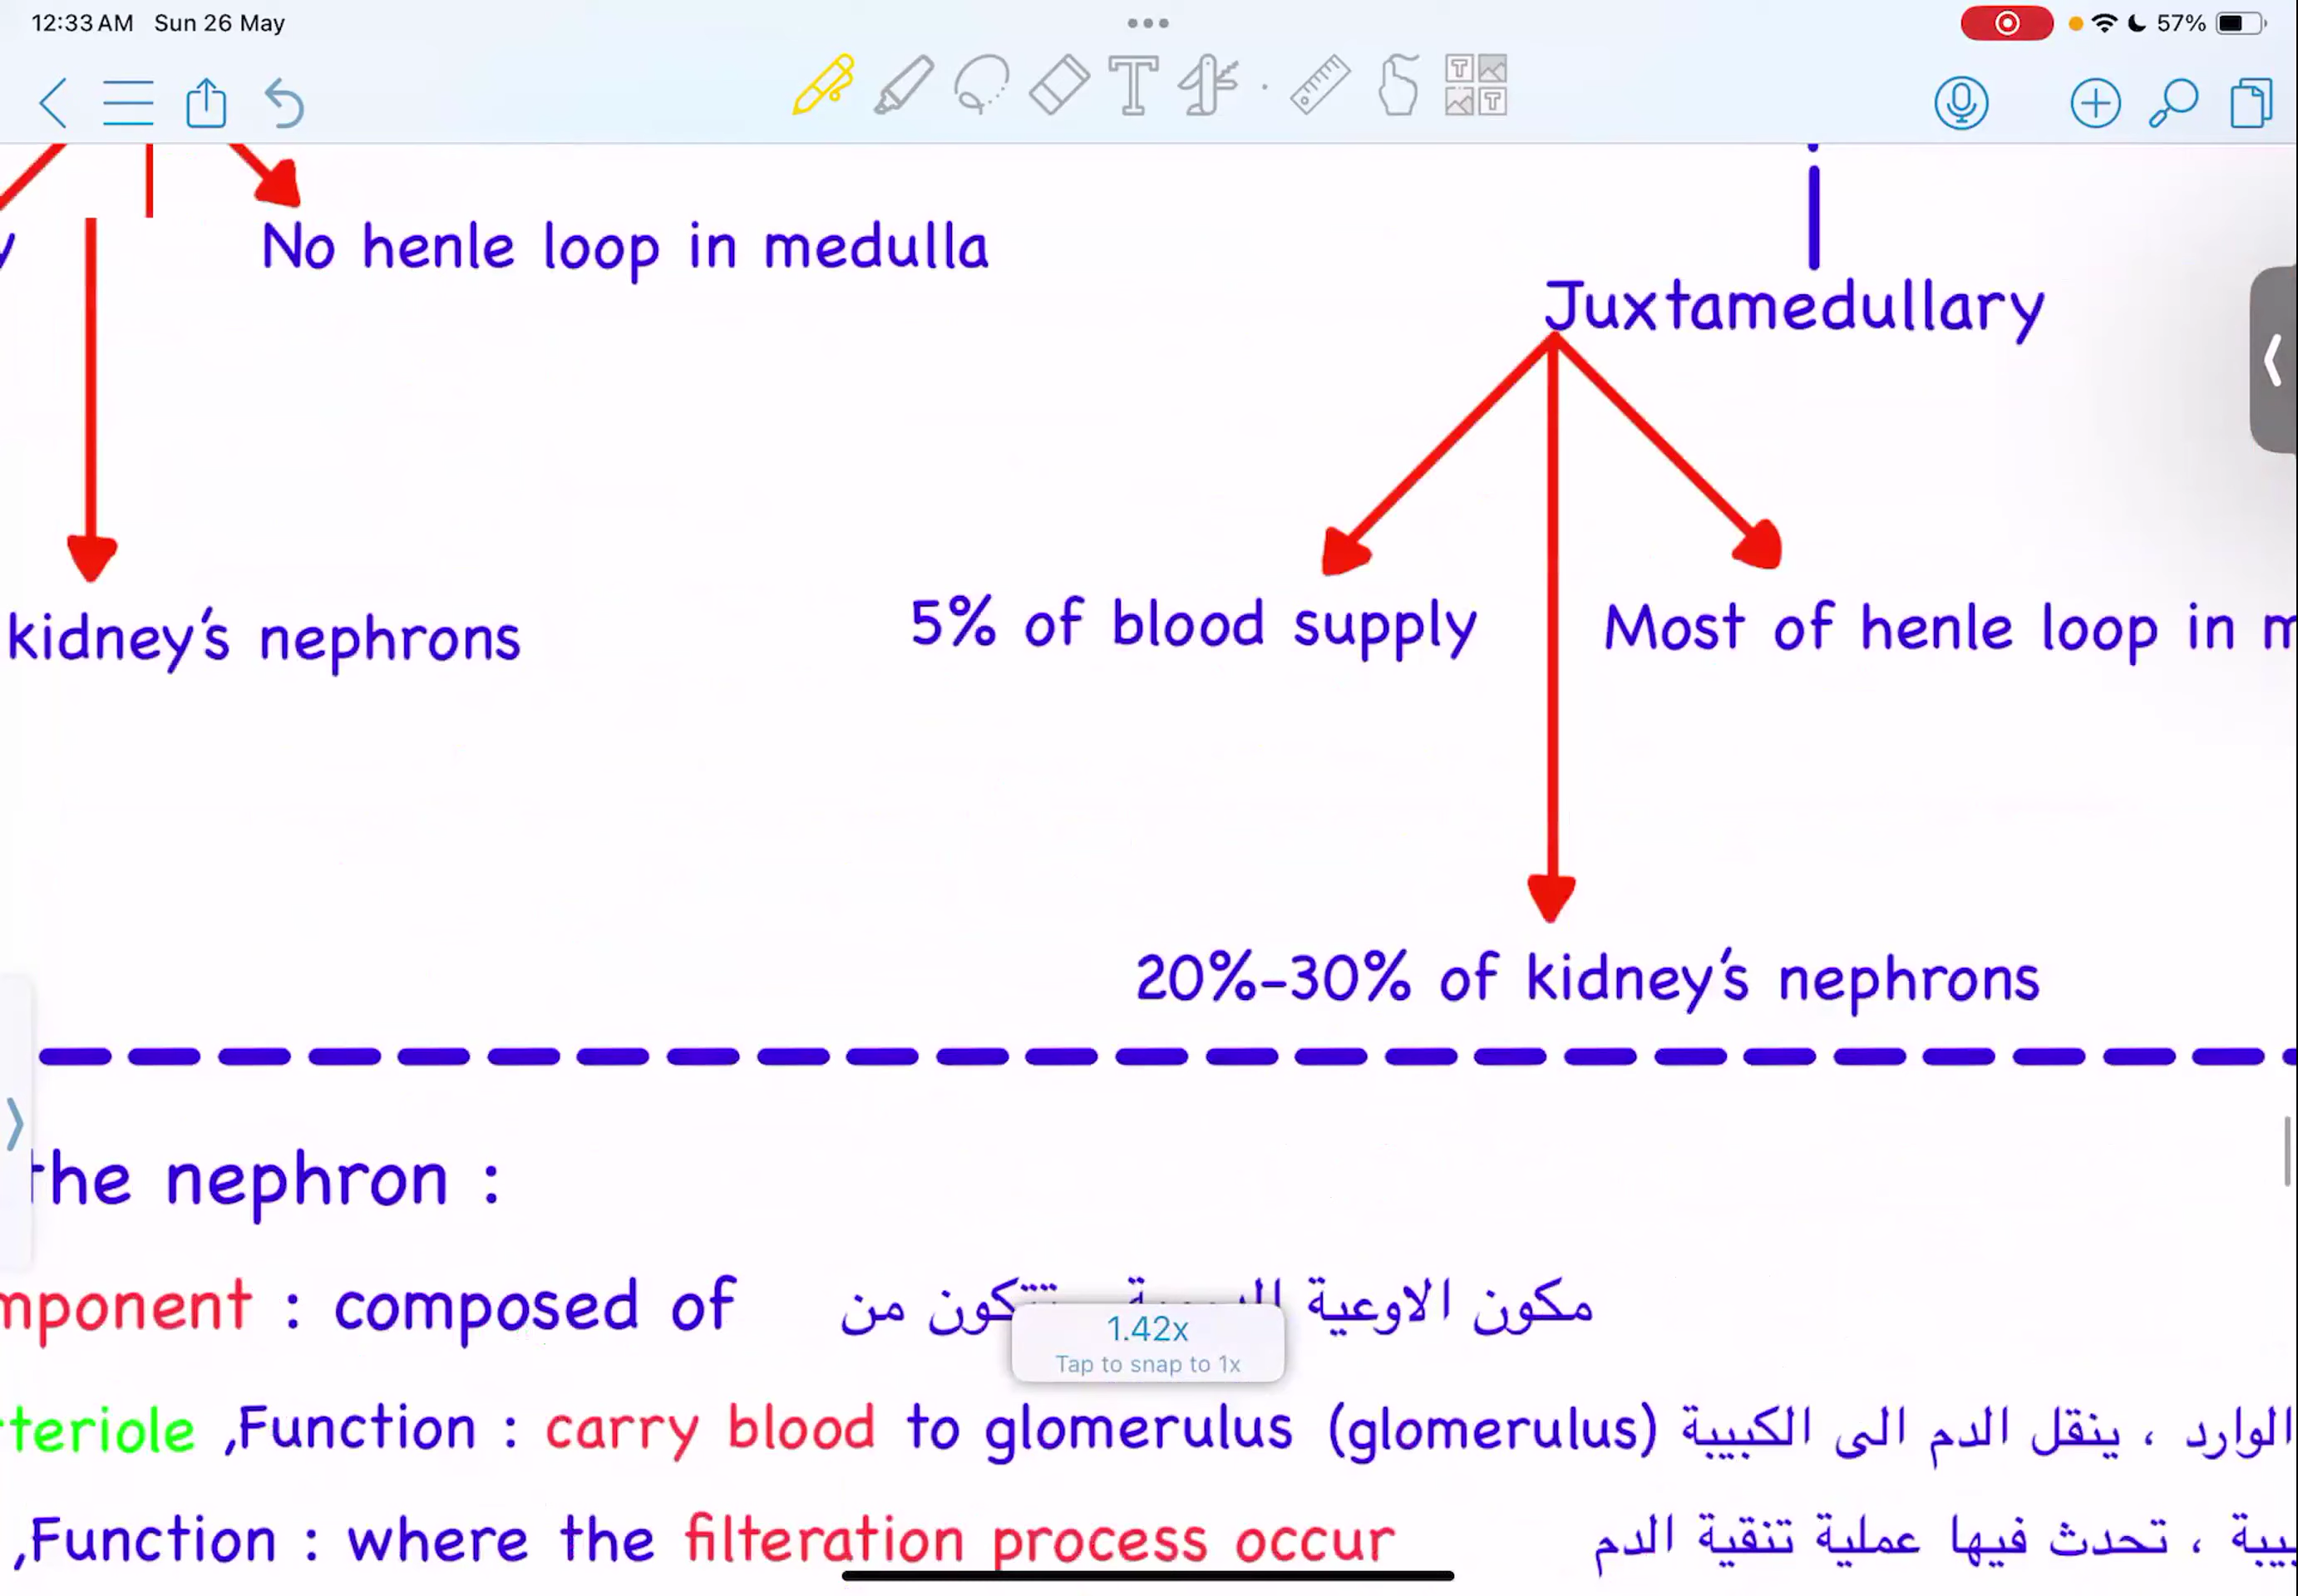 12:33 AM Sun 26 May 57%
No henle loop in medulla
Juxtamedullary
kidney's nephrons
5% of blood supply
Most of henle loop in m
20%-30% of kidney's nephrons
the nephron :
mponent : composed of مكون الاوعية تتكون من
1.42x
Tap to snap to 1x
teriole ,Function : carry blood to glomerulus (glomerulus) الوارد ، ينقل الدم الى الكبيبة
,Function : where the filteration process occur بيبة ، تحدث فيها عملية تنقية الدم